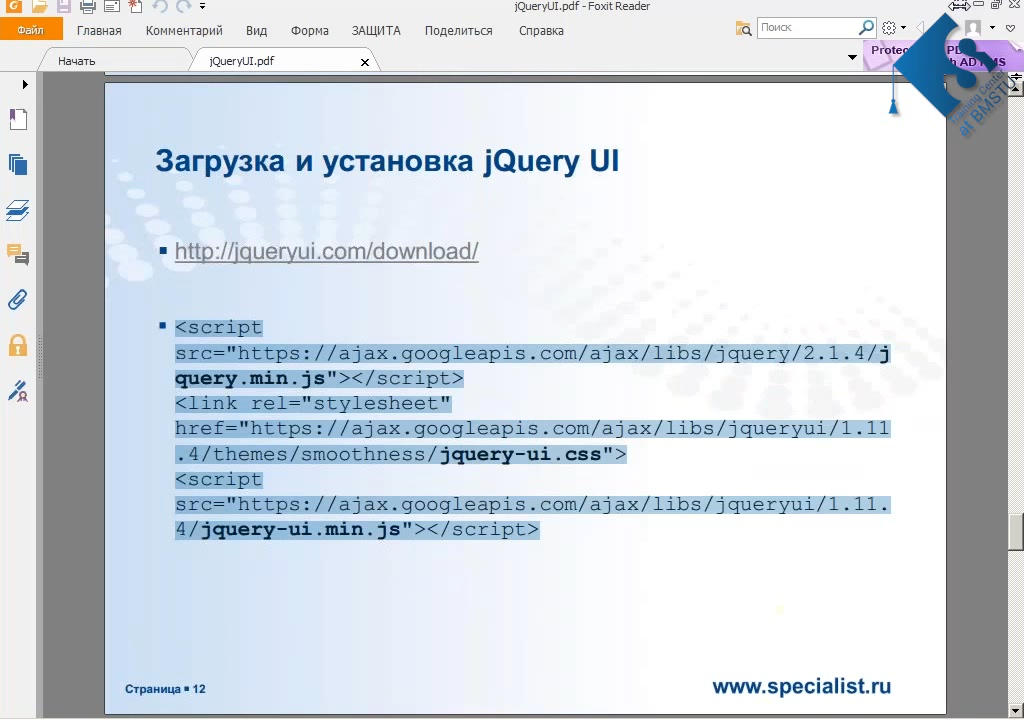 jQueryUI.pdf - Foxit Reader
Файл
Главная
Комментарий
Вид
Форма
ЗАЩИТА
Поделиться
Справка
Поиск
Начать
jQueryUI.pdf
Training Center
at BMSTU
Загрузка и установка jQuery UI
http://jqueryui.com/download/
<script
src="https://ajax.googleapis.com/ajax/libs/jquery/2.1.4/j
query.min.js"></script>
<link rel="stylesheet"
href="https://ajax.googleapis.com/ajax/libs/jqueryui/1.11
.4/themes/smoothness/jquery-ui.css">
<script
src="https://ajax.googleapis.com/ajax/libs/jqueryui/1.11.
4/jquery-ui.min.js"></script>
Страница ▪ 12
www.specialist.ru